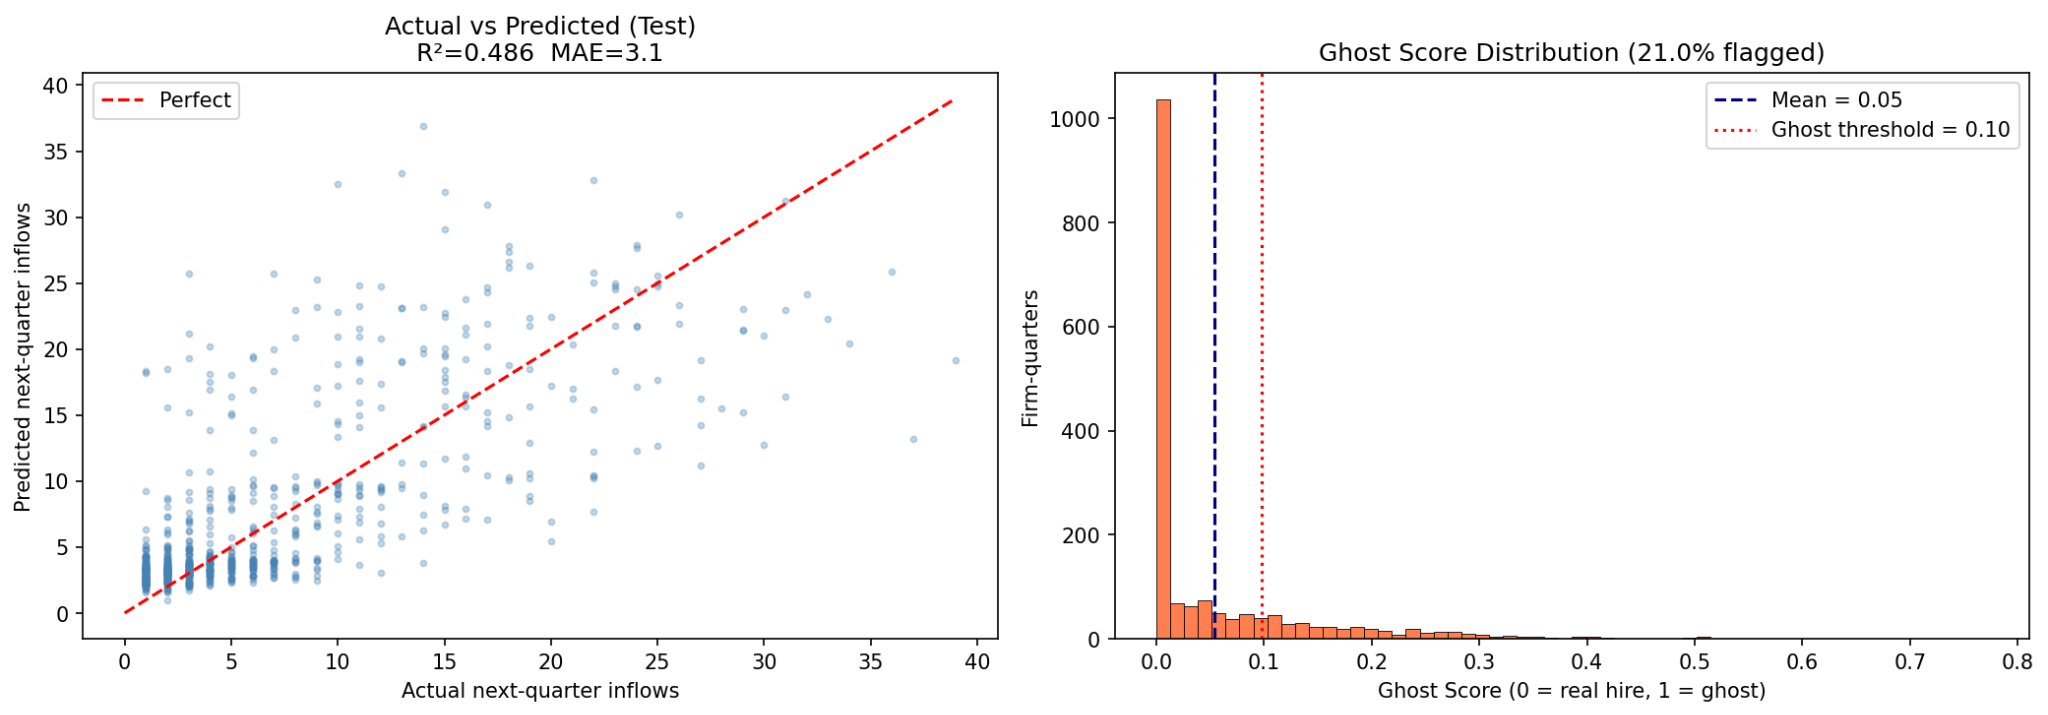 Actual vs Predicted (Test)
R²=0.486  MAE=3.1
Perfect
40
35
30
25
20
15
10
5
0
Predicted next-quarter inflows
0 5 10 15 20 25 30 35 40
Actual next-quarter inflows
Ghost Score Distribution (21.0% flagged)
Mean = 0.05
Ghost threshold = 0.10
1000
800
600
400
200
0
Firm-quarters
0.0 0.1 0.2 0.3 0.4 0.5 0.6 0.7 0.8
Ghost Score (0 = real hire, 1 = ghost)